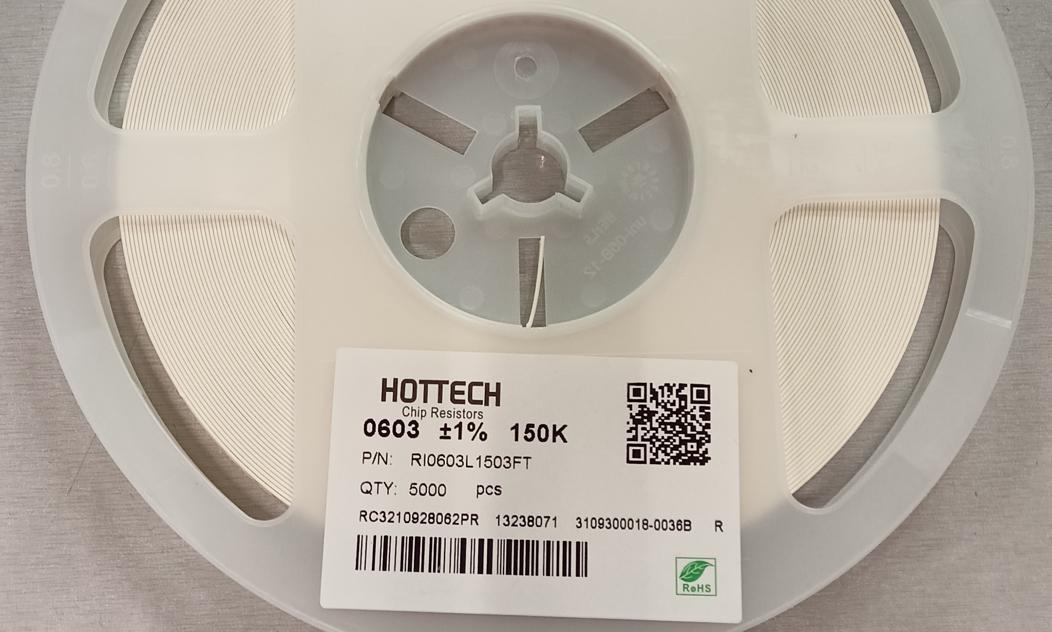 HOTTECH
Chip Resistors
0603 ±1% 150K
P/N: RI0603L1503FT
QTY: 5000 pcs
RC3210928062PR 13238071 3109300018-0036B R
RoHS